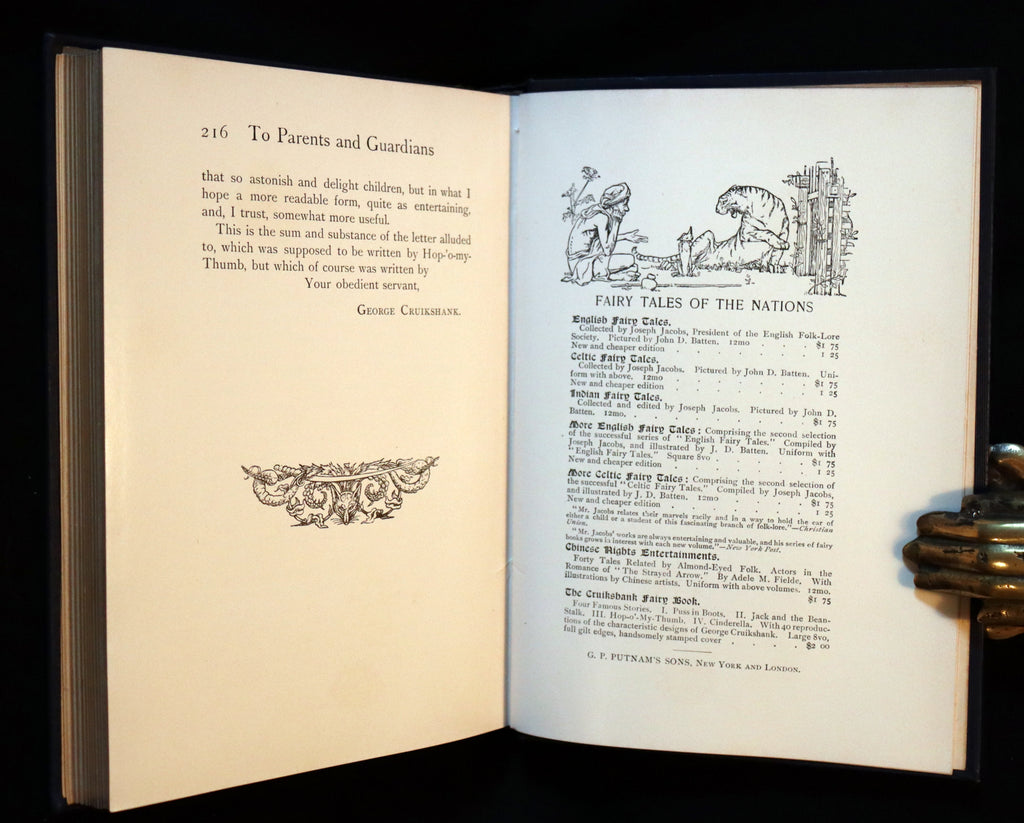 216 To Parents and Guardians
that so astonish and delight children, but in what I
hope a more readable form, quite as entertaining,
and, I trust, somewhat more useful.
This is the sum and substance of the letter alluded
to, which was supposed to be written by Hop-'o-my-
Thumb, but which of course was written by
Your obedient servant,
George Cruikshank.
FAIRY TALES OF THE NATIONS
English Fairy Tales.
Collected by Joseph Jacobs, President of the English Folk-Lore
Society. Pictured by John D. Batten. 12mo . . . $1 75
New and cheaper edition . . . . . . . 1 25
Celtic Fairy Tales.
Collected by Joseph Jacobs. Pictured by John D. Batten. Uni-
form with above. 12mo . . . . . . . $1 75
New and cheaper edition . . . . . . . 1 25
Indian Fairy Tales.
Collected and edited by Joseph Jacobs. Pictured by John D.
Batten. 12mo. . . . . . . . . $1 75
More English Fairy Tales; Comprising the second selection
of the successful series of "English Fairy Tales." Compiled by
Joseph Jacobs, and illustrated by J. D. Batten. Uniform with
"English Fairy Tales." Square 8vo . . . . . $1 75
New and cheaper edition . . . . . . . 1 25
More Celtic Fairy Tales; Comprising the second selection of
the successful "Celtic Fairy Tales," Compiled by Joseph Jacobs,
and illustrated by J. D. Batten. 12mo . . . . $1 75
New and cheaper edition . . . . . . . 1 25
"Mr. Jacobs relates their marvels racily and in a way to hold the ear of
either a child or a student of this fascinating branch of folk-lore."—Christian
Union.
"Mr. Jacobs' works are always entertaining and valuable, and his series of fairy
books grows in interest with each new volume."—New York Post.
Chinese Nights Entertainments.
Forty Tales Related by Almond-Eyed Folk. Actors in the
Romance of "The Strayed Arrow." By Adele M. Fielde. With
illustrations by Chinese artists. Uniform with above volumes. 12mo.
$1 75
The Cruikshank Fairy Book.
Four Famous Stories. I. Puss in Boots. II. Jack and the Bean-
Stalk. III. Hop-o'-My-Thumb. IV. Cinderella. With 40 reproduc-
tions of the characteristic designs of George Cruikshank. Large 8vo,
full gilt edges, handsomely stamped cover . . . . $2 00
G. P. PUTNAM'S SONS, New York and London.